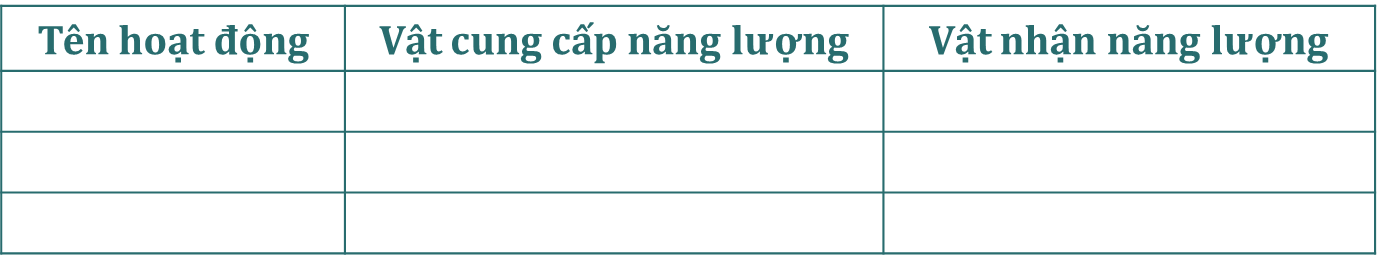 Tên hoạt động Vật cung cấp năng lượng Vật nhận năng lượng